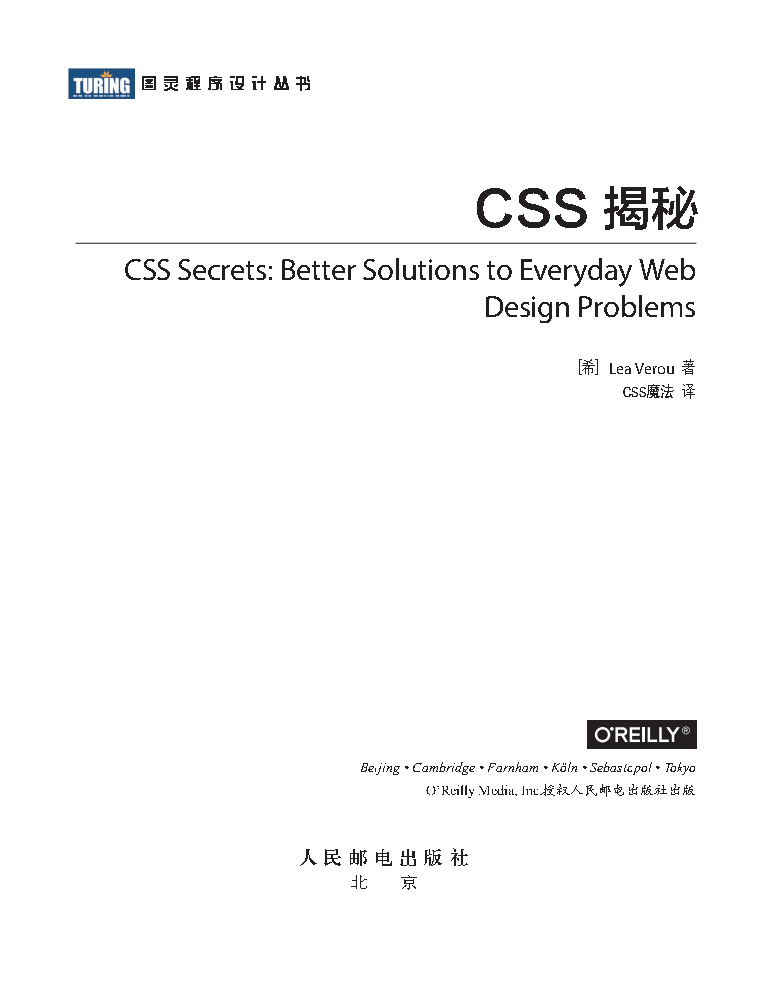 TURING 图灵程序设计丛书
CSS 揭秘
CSS Secrets: Better Solutions to Everyday Web
Design Problems
[希] Lea Verou 著
CSS魔法 译
O'REILLY®
Beijing • Cambridge • Farnham • Köln • Sebastopol • Tokyo
O'Reilly Media, Inc.授权人民邮电出版社出版
人民邮电出版社
北 京